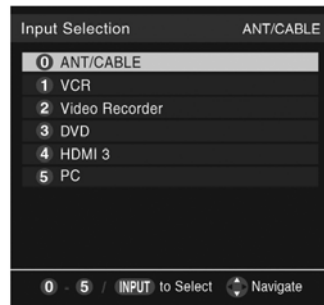 Input Selection ANT/CABLE
0 ANT/CABLE
1 VCR
2 Video Recorder
3 DVD
4 HDMI 3
5 PC
0 - 5 / INPUT to Select Navigate